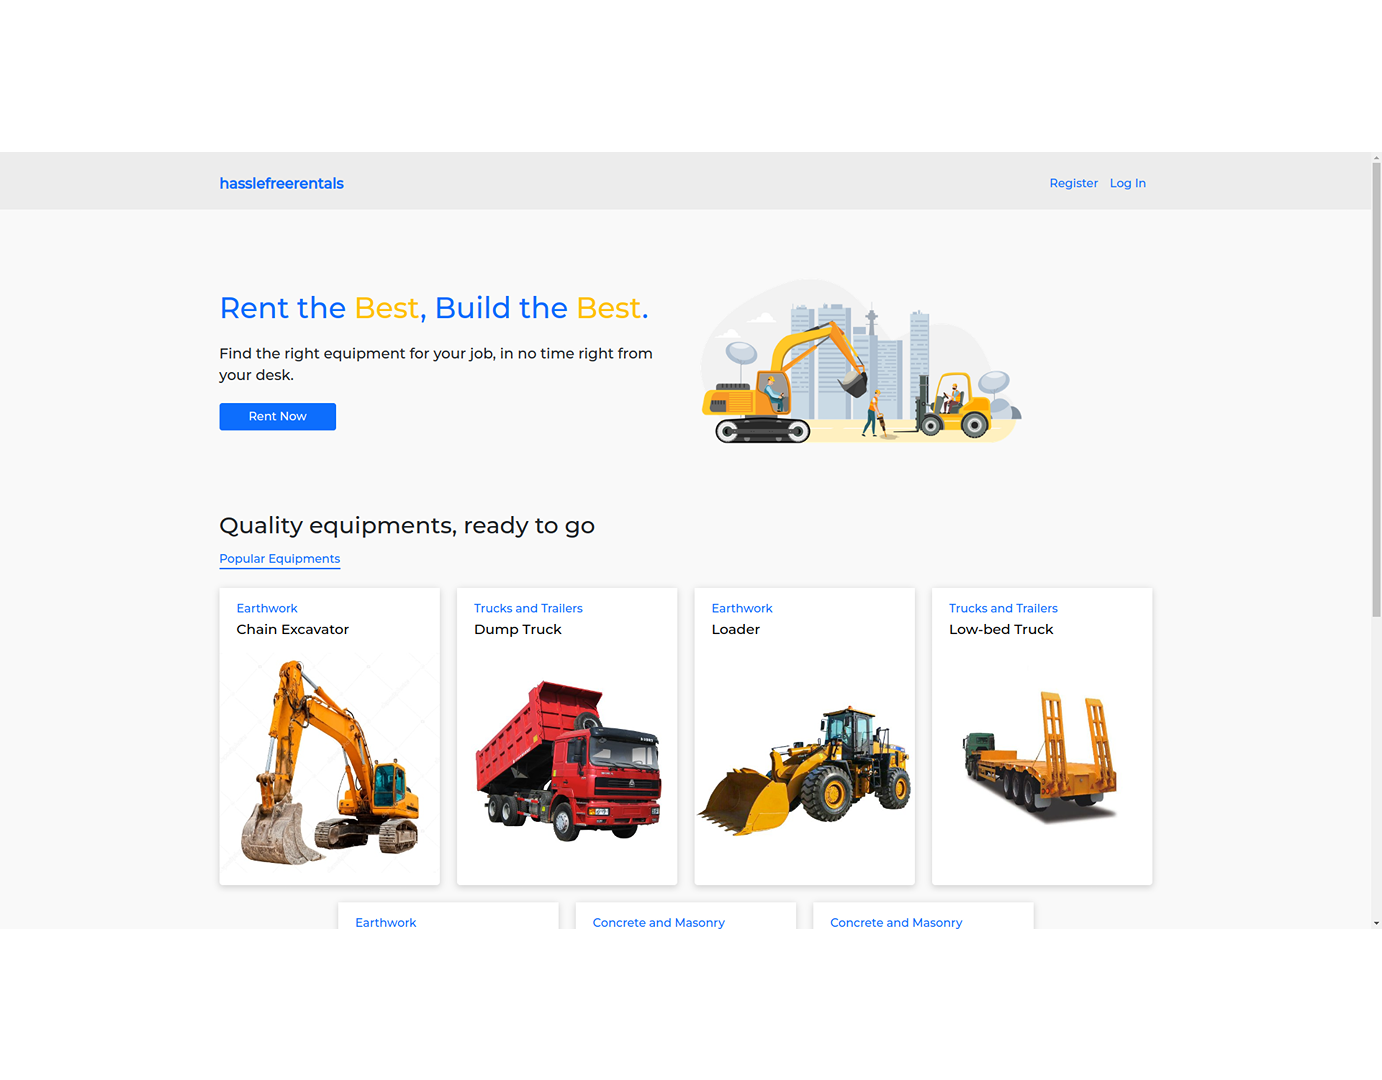 hasslefreerentals
Register Log In
Rent the Best, Build the Best.
Find the right equipment for your job, in no time right from
your desk.
Rent Now
Quality equipments, ready to go
Popular Equipments
Earthwork
Chain Excavator
Trucks and Trailers
Dump Truck
Earthwork
Loader
Trucks and Trailers
Low-bed Truck
Earthwork
Concrete and Masonry
Concrete and Masonry